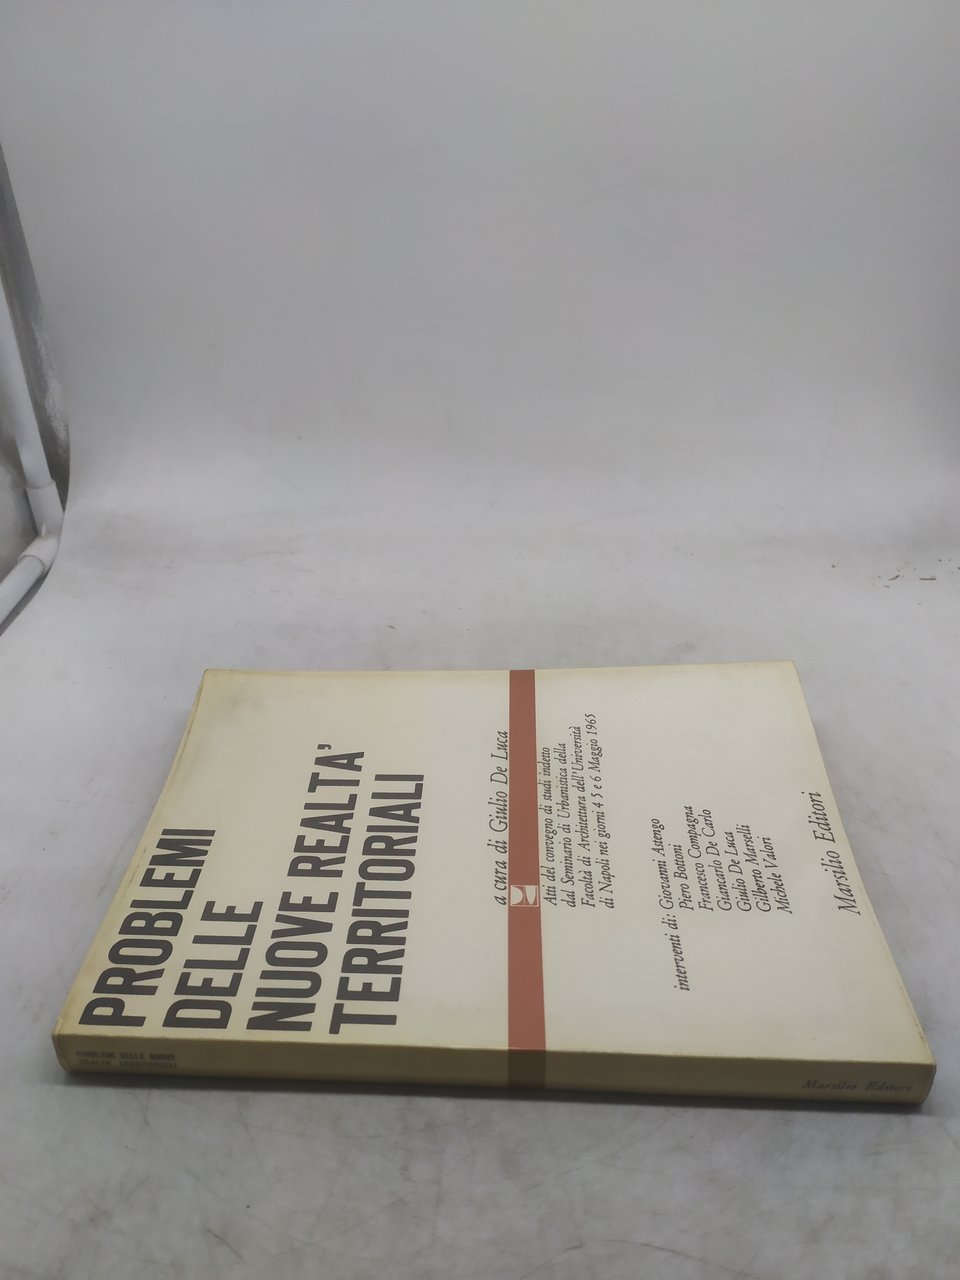 PROBLEMI
DELLE
NUOVE REALTA'
TERRITORIALI
a cura di Giulio De Luca
Atti del convegno di studi indetto
dal Seminario di Urbanistica della
Facoltà di Architettura dell'Università
di Napoli nei giorni 4 5 e 6 Maggio 1965
interventi di: Giovanni Astengo
Piero Bottoni
Francesco Compagna
Giancarlo De Carlo
Giulio De Luca
Gilberto Marselli
Michele Valori
Marsilio Editori
PROBLEMI DELLE NUOVE
REALTA' TERRITORIALI
Marsilio Editori